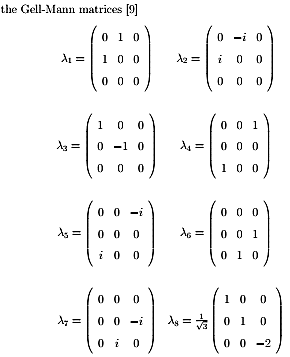 the Gell-Mann matrices [9]
λ₁ = ( 0 1 0 ; 1 0 0 ; 0 0 0 ) λ₂ = ( 0 −i 0 ; i 0 0 ; 0 0 0 )
λ₃ = ( 1 0 0 ; 0 −1 0 ; 0 0 0 ) λ₄ = ( 0 0 1 ; 0 0 0 ; 1 0 0 )
λ₅ = ( 0 0 −i ; 0 0 0 ; i 0 0 ) λ₆ = ( 0 0 0 ; 0 0 1 ; 0 1 0 )
λ₇ = ( 0 0 0 ; 0 0 −i ; 0 i 0 ) λ₈ = 1/√3 ( 1 0 0 ; 0 1 0 ; 0 0 −2 )